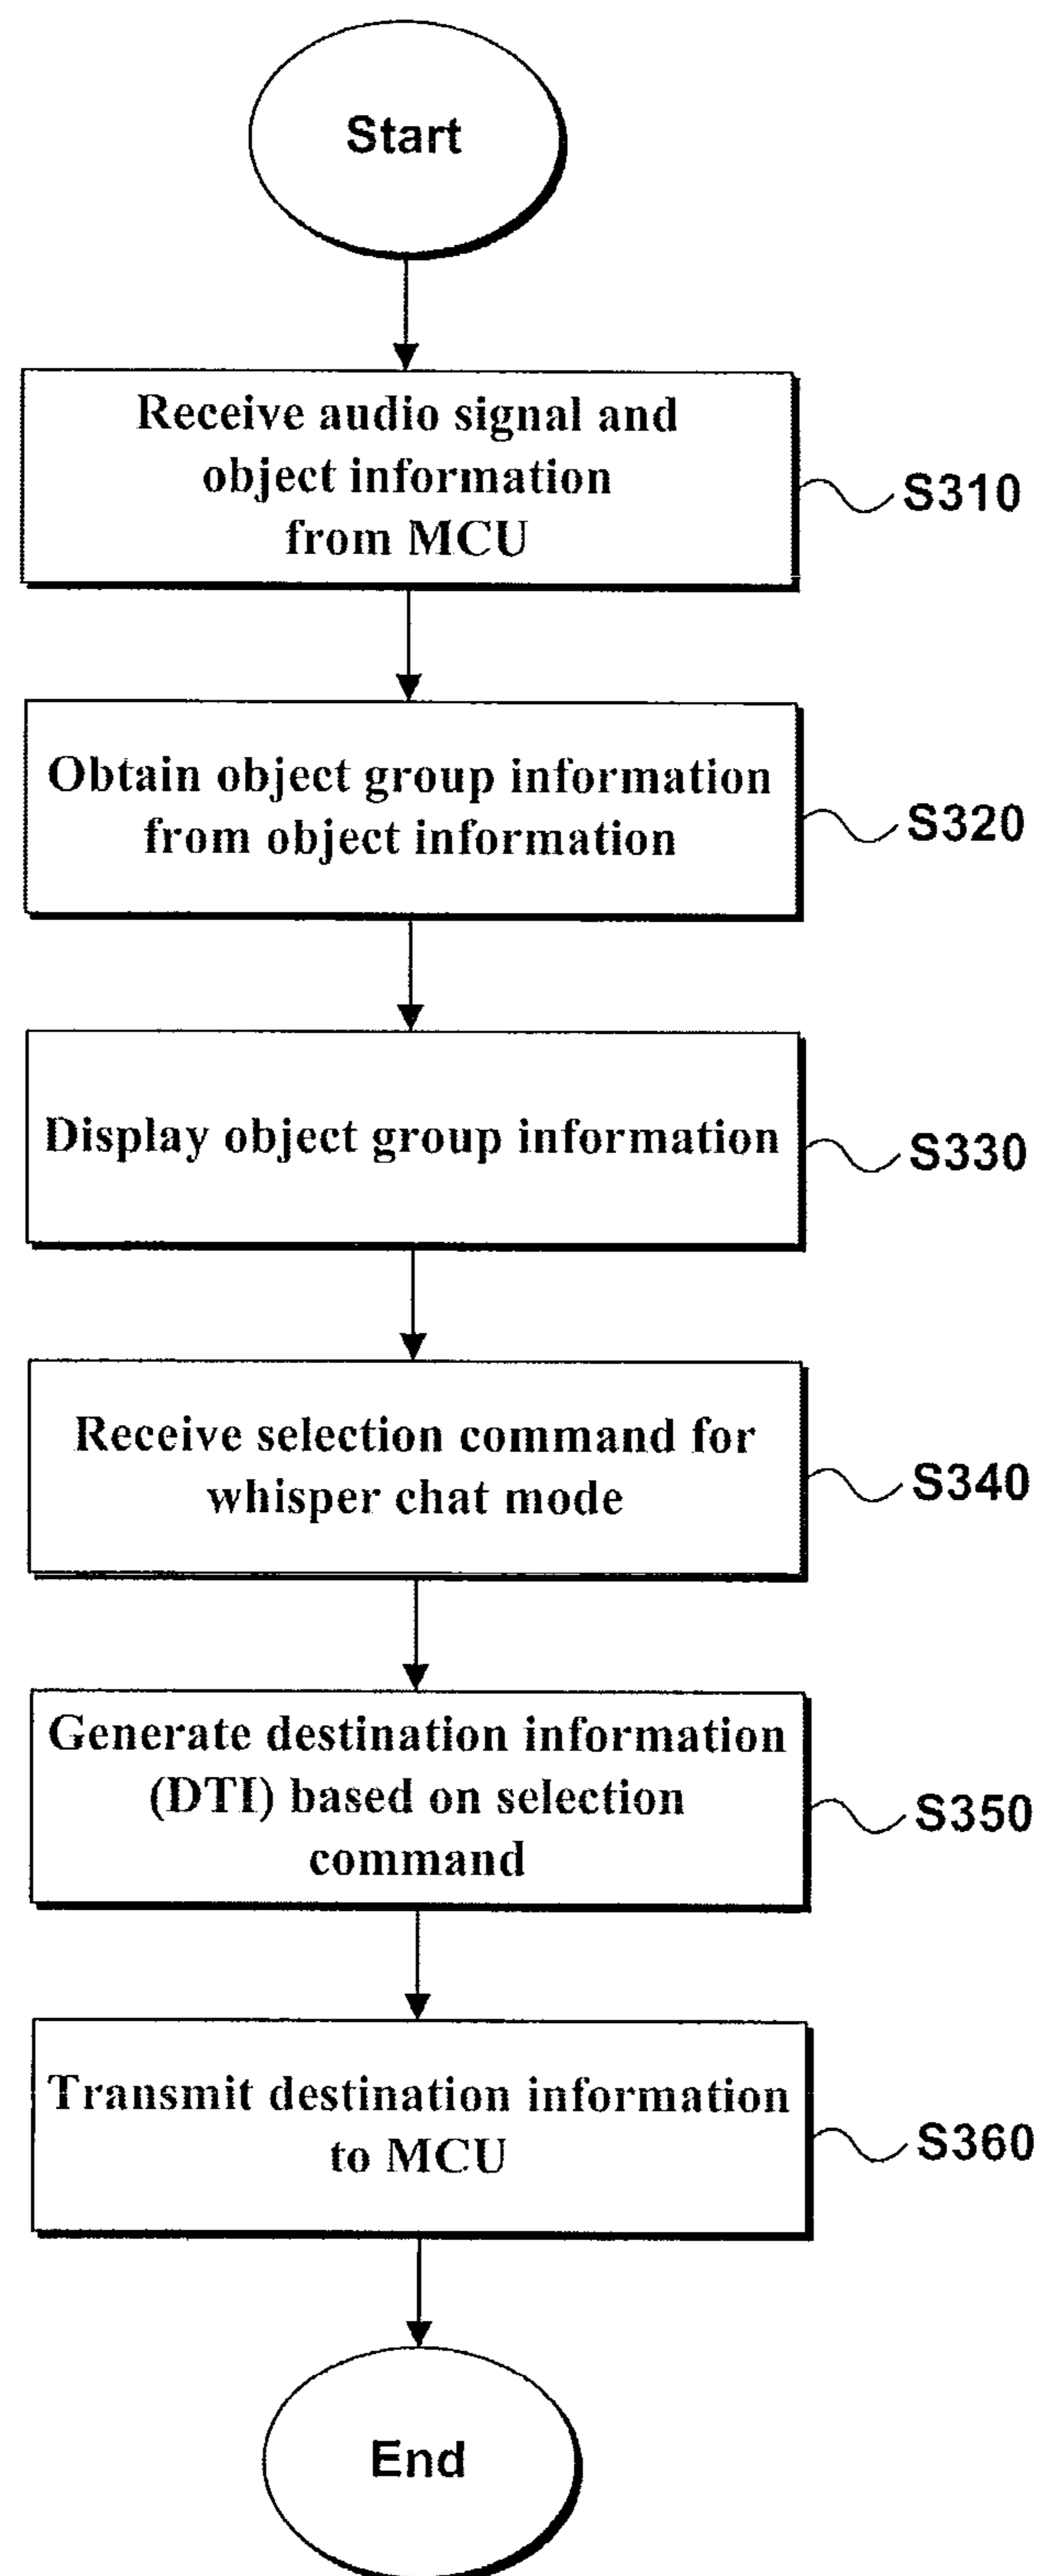 Start
Receive audio signal and
object information
from MCU
S310
Obtain object group information
from object information
S320
Display object group information
S330
Receive selection command for
whisper chat mode
S340
Generate destination information
(DTI) based on selection
command
S350
Transmit destination information
to MCU
S360
End